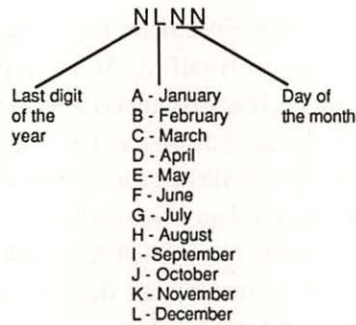 NLNN
Last digit
of the
year
A - January
B - February
C - March
D - April
E - May
F - June
G - July
H - August
I - September
J - October
K - November
L - December
Day of
the month